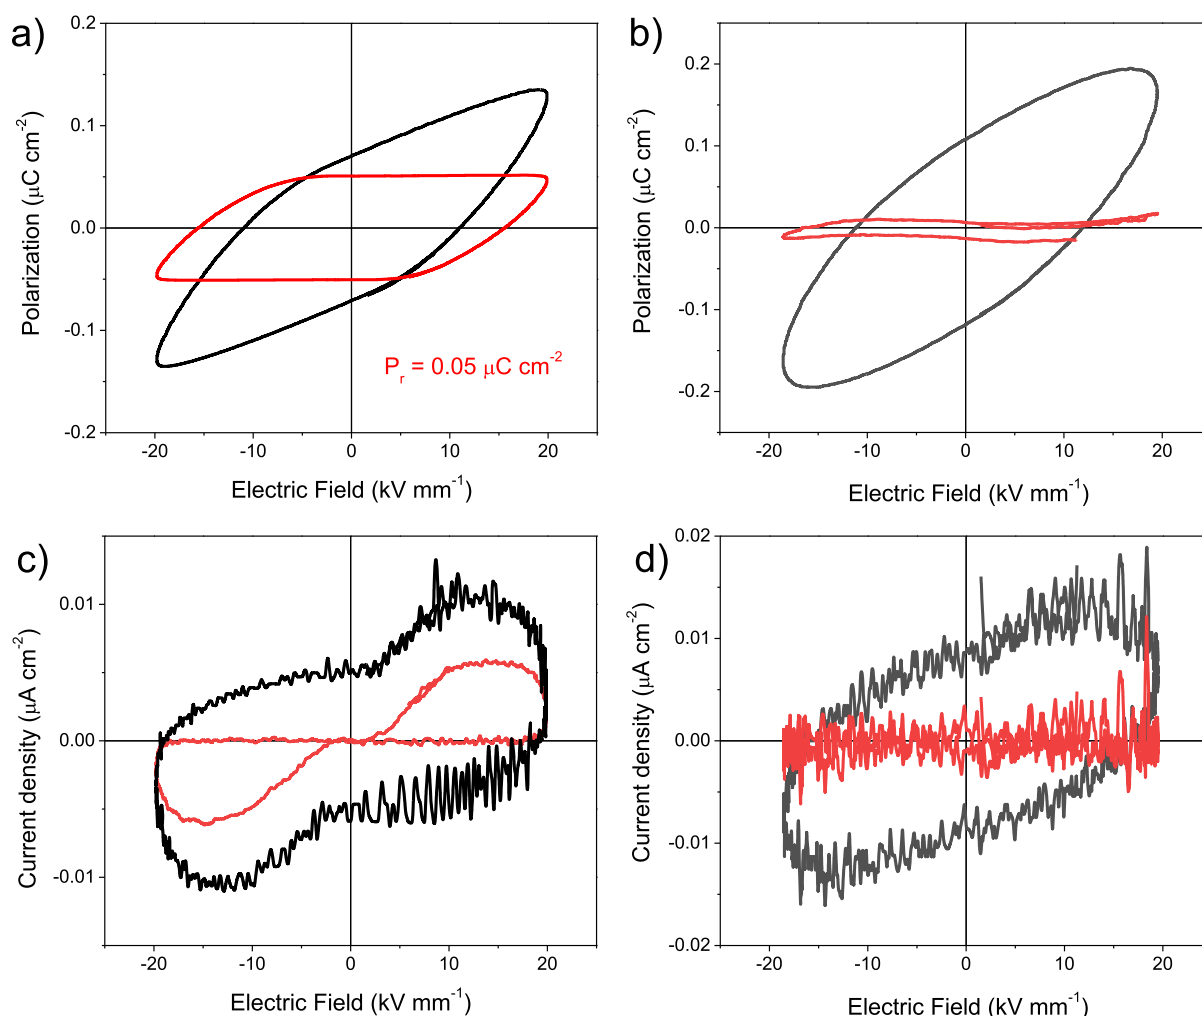 a)
0.2
0.1
0.0
-0.1
-0.2
Polarization (μC cm-2)
Pr = 0.05 μC cm-2
-20 -10 0 10 20
Electric Field (kV mm-1)
b)
0.2
0.1
0.0
-0.1
-0.2
Polarization (μC cm-2)
-20 -10 0 10 20
Electric Field (kV mm-1)
c)
0.01
0.00
-0.01
Current density (μA cm-2)
-20 -10 0 10 20
Electric Field (kV mm-1)
d)
0.02
0.01
0.00
-0.01
-0.02
Current density (μA cm-2)
-20 -10 0 10 20
Electric Field (kV mm-1)